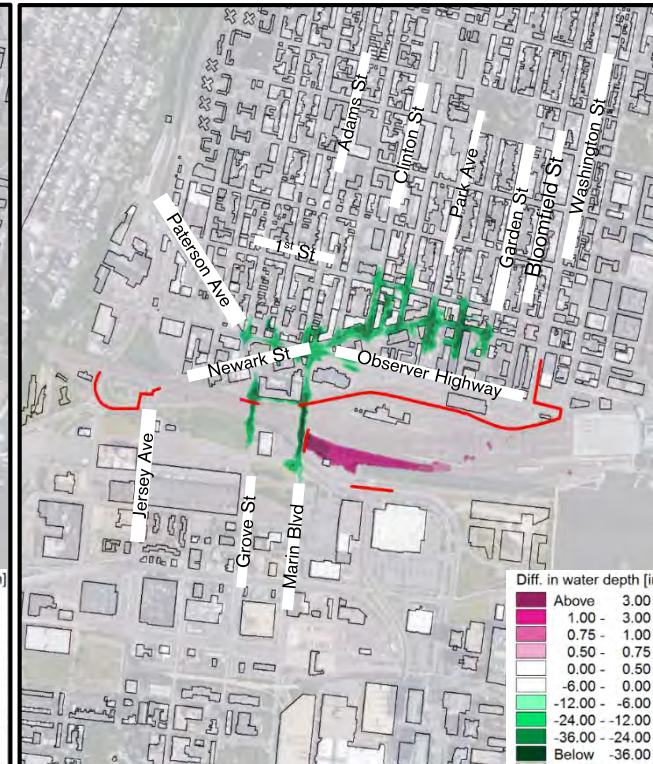 Adams St
Clinton St
Park Ave
Garden St
Bloomfield St
Washington St
1st St
Paterson Ave
Newark St
Observer Highway
Jersey Ave
Grove St
Marin Blvd
]
Diff. in water depth [in
Above 3.00
1.00 - 3.00
0.75 - 1.00
0.50 - 0.75
0.00 - 0.50
-6.00 - 0.00
-12.00 - -6.00
-24.00 - -12.00
-36.00 - -24.00
Below -36.00